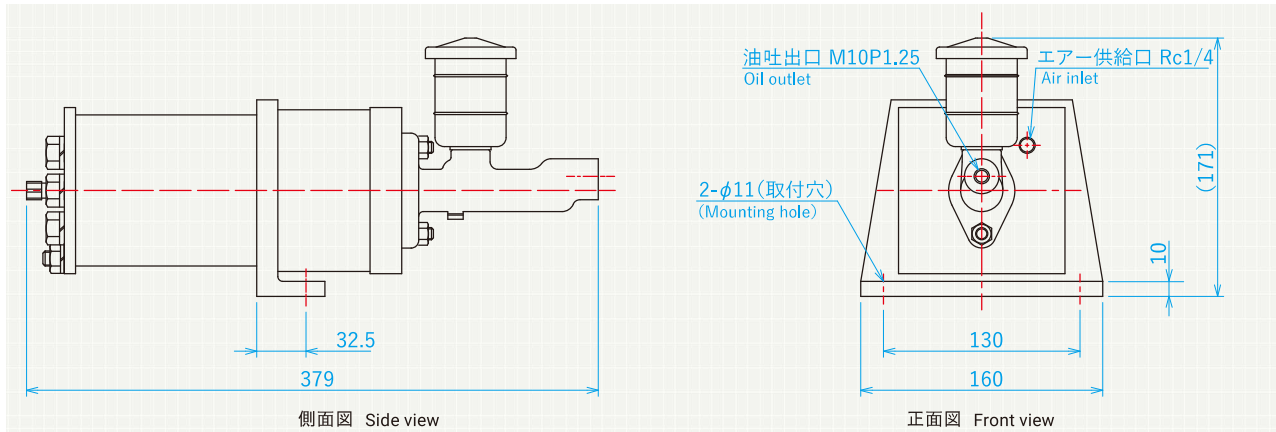 32.5
379
側面図 Side view
油吐出口 M10P1.25
Oil outlet
エアー供給口 Rc1/4
Air inlet
2-φ11(取付穴)
(Mounting hole)
(171)
10
130
160
正面図 Front view